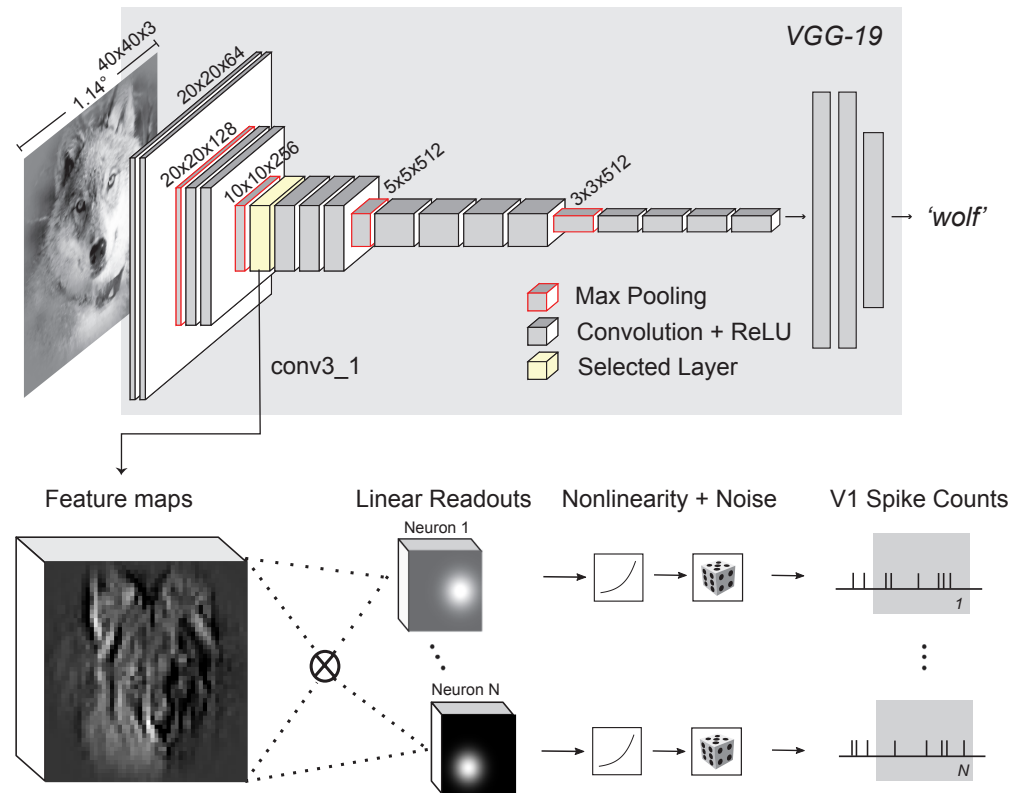 VGG-19
40x40x3
1.14°
20x20x64
20x20x128
10x10x256
5x5x512
3x3x512
'wolf'
Max Pooling
Convolution + ReLU
Selected Layer
conv3_1
Feature maps
Linear Readouts
Nonlinearity + Noise
V1 Spike Counts
Neuron 1
1
Neuron N
N